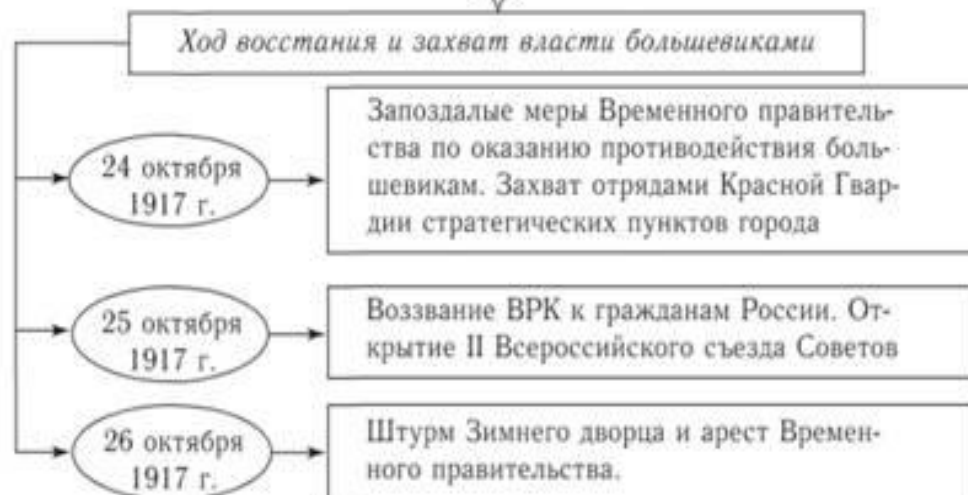 Ход восстания и захват власти большевиками
24 октября
1917 г.
Запоздалые меры Временного правитель-
ства по оказанию противодействия боль-
шевикам. Захват отрядами Красной Гвар-
дии стратегических пунктов города
25 октября
1917 г.
Воззвание ВРК к гражданам России. От-
крытие II Всероссийского съезда Советов
26 октября
1917 г.
Штурм Зимнего дворца и арест Времен-
ного правительства.